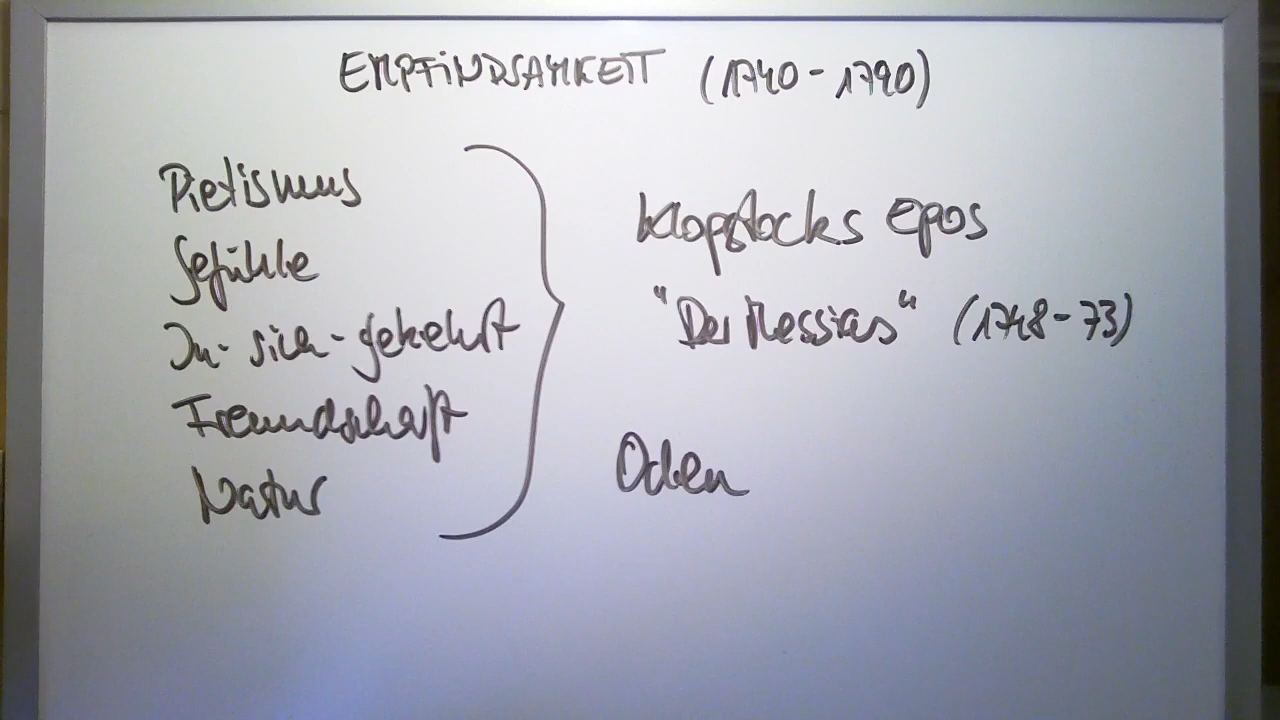 EMPFINDSAMKEIT (1740-1790)
Pietismus
Gefühle
In-sich-gekehrt
Freundschaft
Natur
Klopstocks Epos
"Der Messias" (1748-73)
Oden